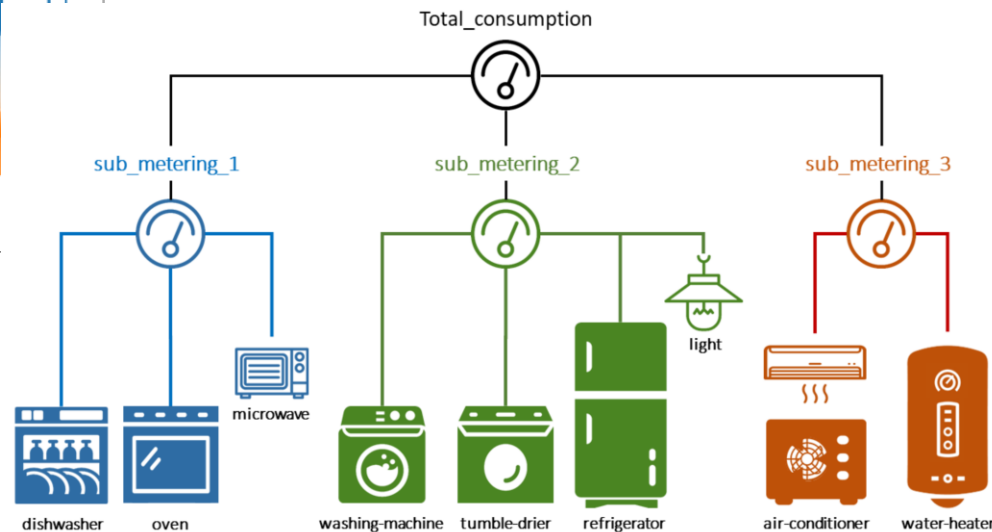 Total_consumption
sub_metering_1
sub_metering_2
sub_metering_3
light
microwave
dishwasher
oven
washing-machine
tumble-drier
refrigerator
air-conditioner
water-heater